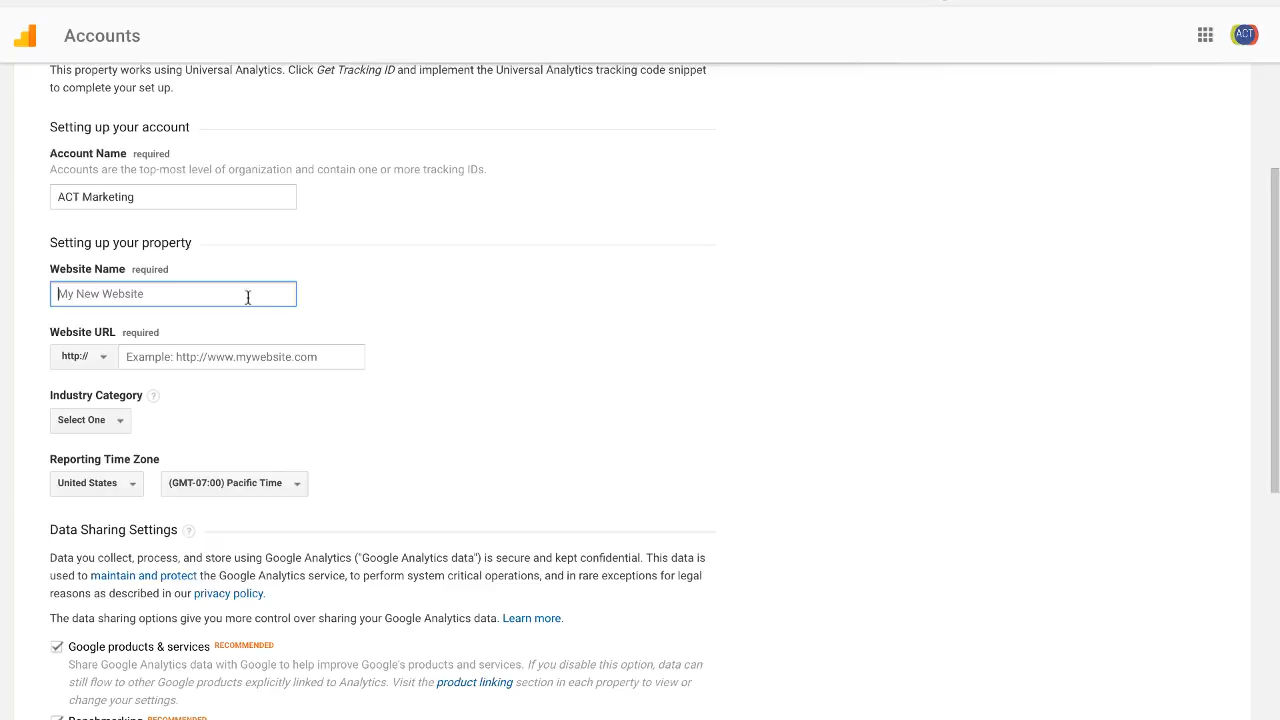 Accounts
ACT
This property works using Universal Analytics. Click Get Tracking ID and implement the Universal Analytics tracking code snippet
to complete your set up.
Setting up your account
Account Name required
Accounts are the top-most level of organization and contain one or more tracking IDs.
ACT Marketing
Setting up your property
Website Name required
My New Website
Website URL required
http:// Example: http://www.mywebsite.com
Industry Category ?
Select One
Reporting Time Zone
United States (GMT-07:00) Pacific Time
Data Sharing Settings ?
Data you collect, process, and store using Google Analytics ("Google Analytics data") is secure and kept confidential. This data is
used to maintain and protect the Google Analytics service, to perform system critical operations, and in rare exceptions for legal
reasons as described in our privacy policy.
The data sharing options give you more control over sharing your Google Analytics data. Learn more.
Google products & services RECOMMENDED
Share Google Analytics data with Google to help improve Google's products and services. If you disable this option, data can
still flow to other Google products explicitly linked to Analytics. Visit the product linking section in each property to view or
change your settings.
Benchmarking RECOMMENDED